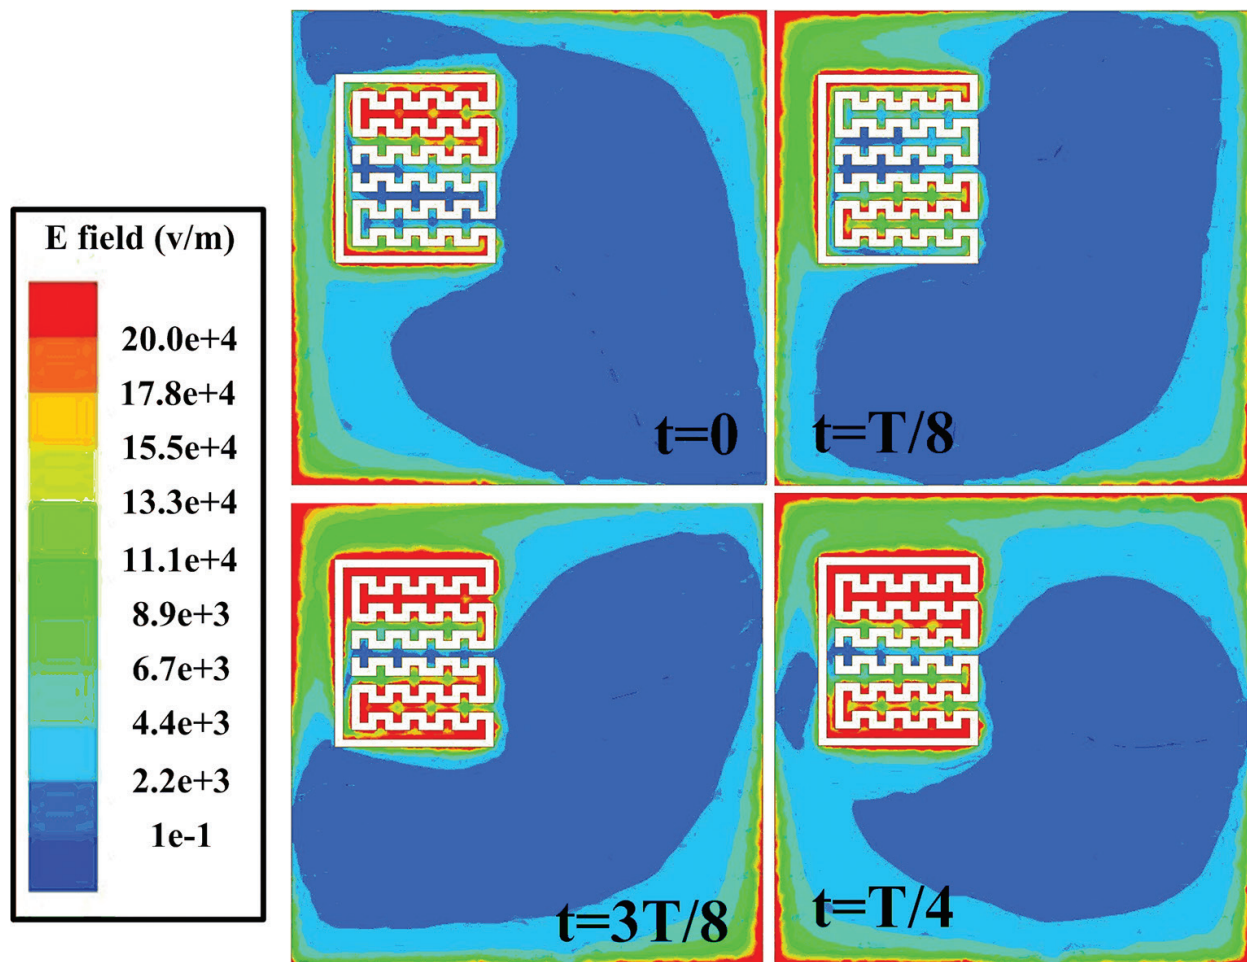 E field (v/m)
20.0e+4
17.8e+4
15.5e+4
13.3e+4
11.1e+4
8.9e+3
6.7e+3
4.4e+3
2.2e+3
1e-1
t=0
t=T/8
t=3T/8
t=T/4